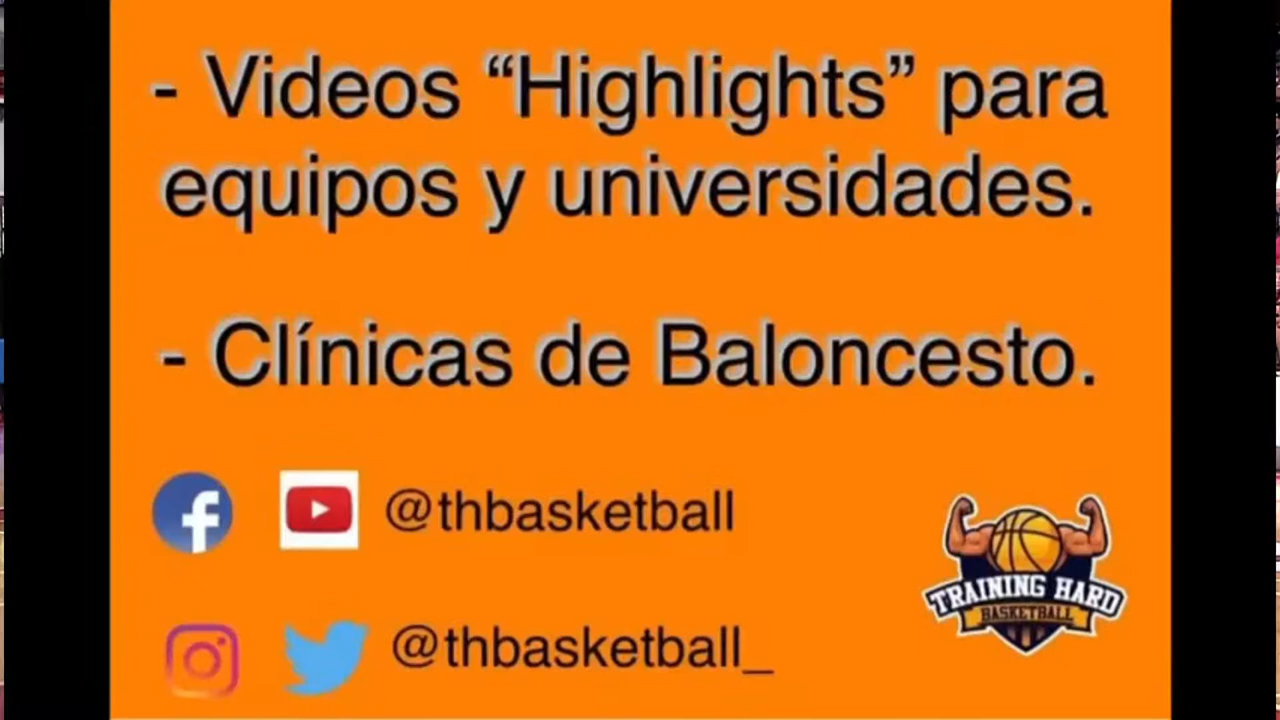 - Videos “Highlights” para
equipos y universidades.
- Clínicas de Baloncesto.
@thbasketball
@thbasketball_
TRAINING HARD
BASKETBALL